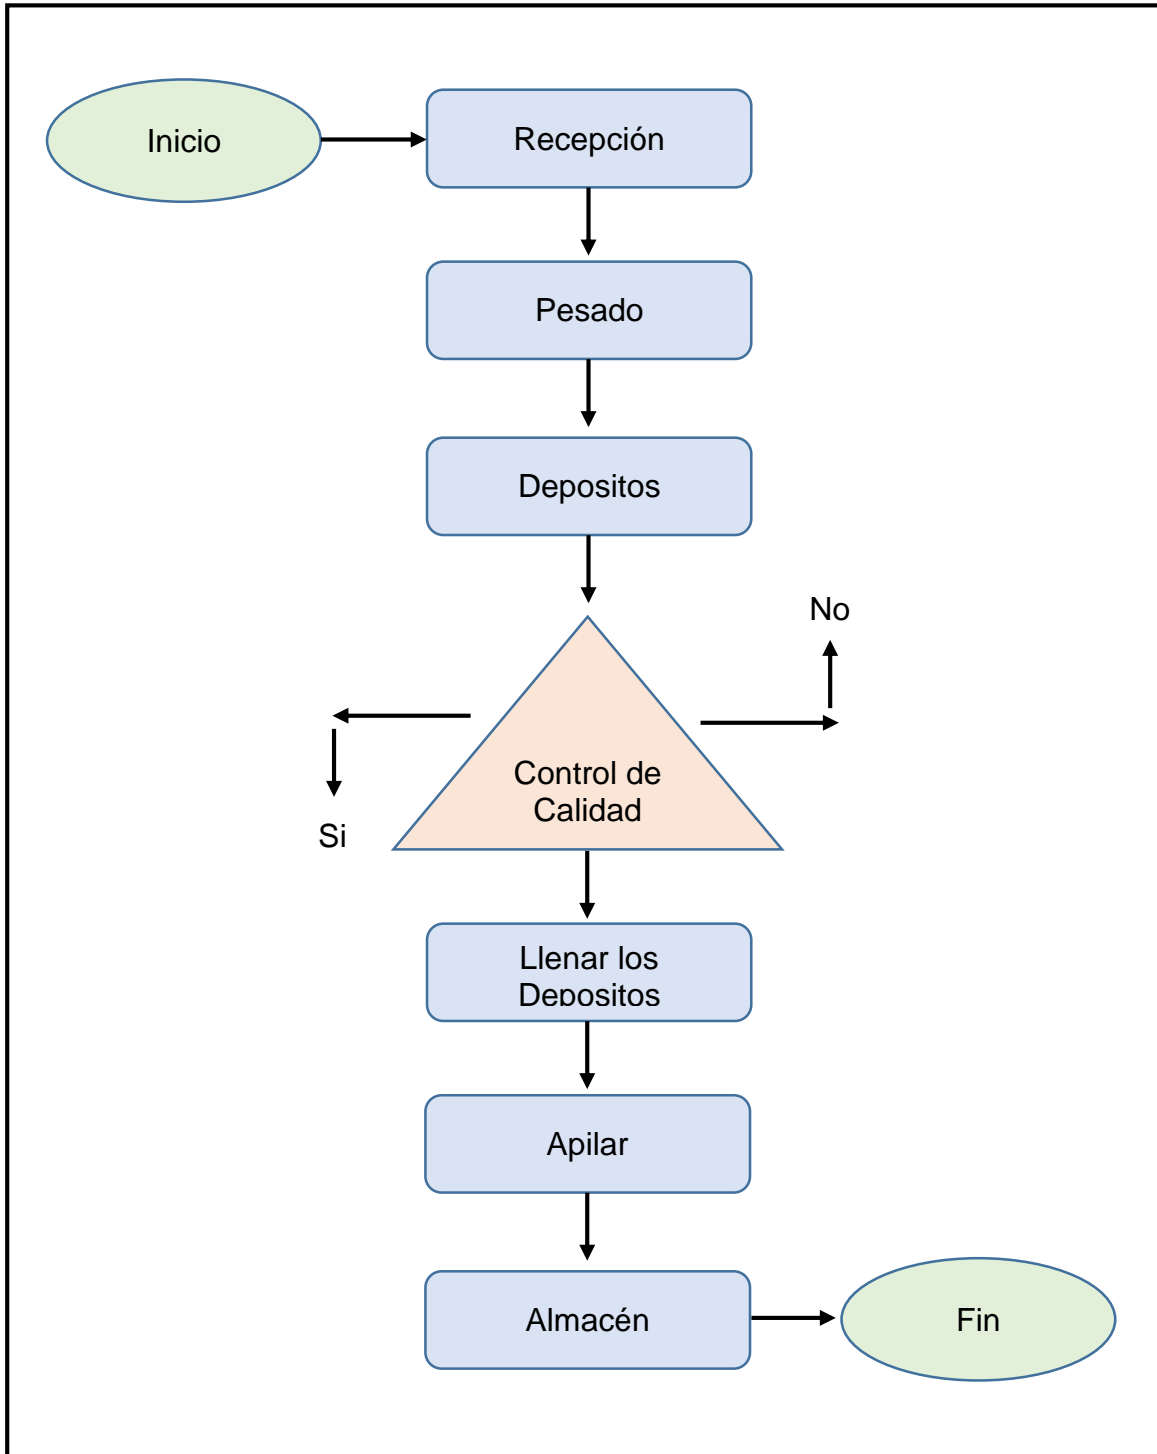 Inicio
Recepción
Pesado
Depositos
No
Control de
Calidad
Si
Llenar los
Depositos
Apilar
Almacén
Fin